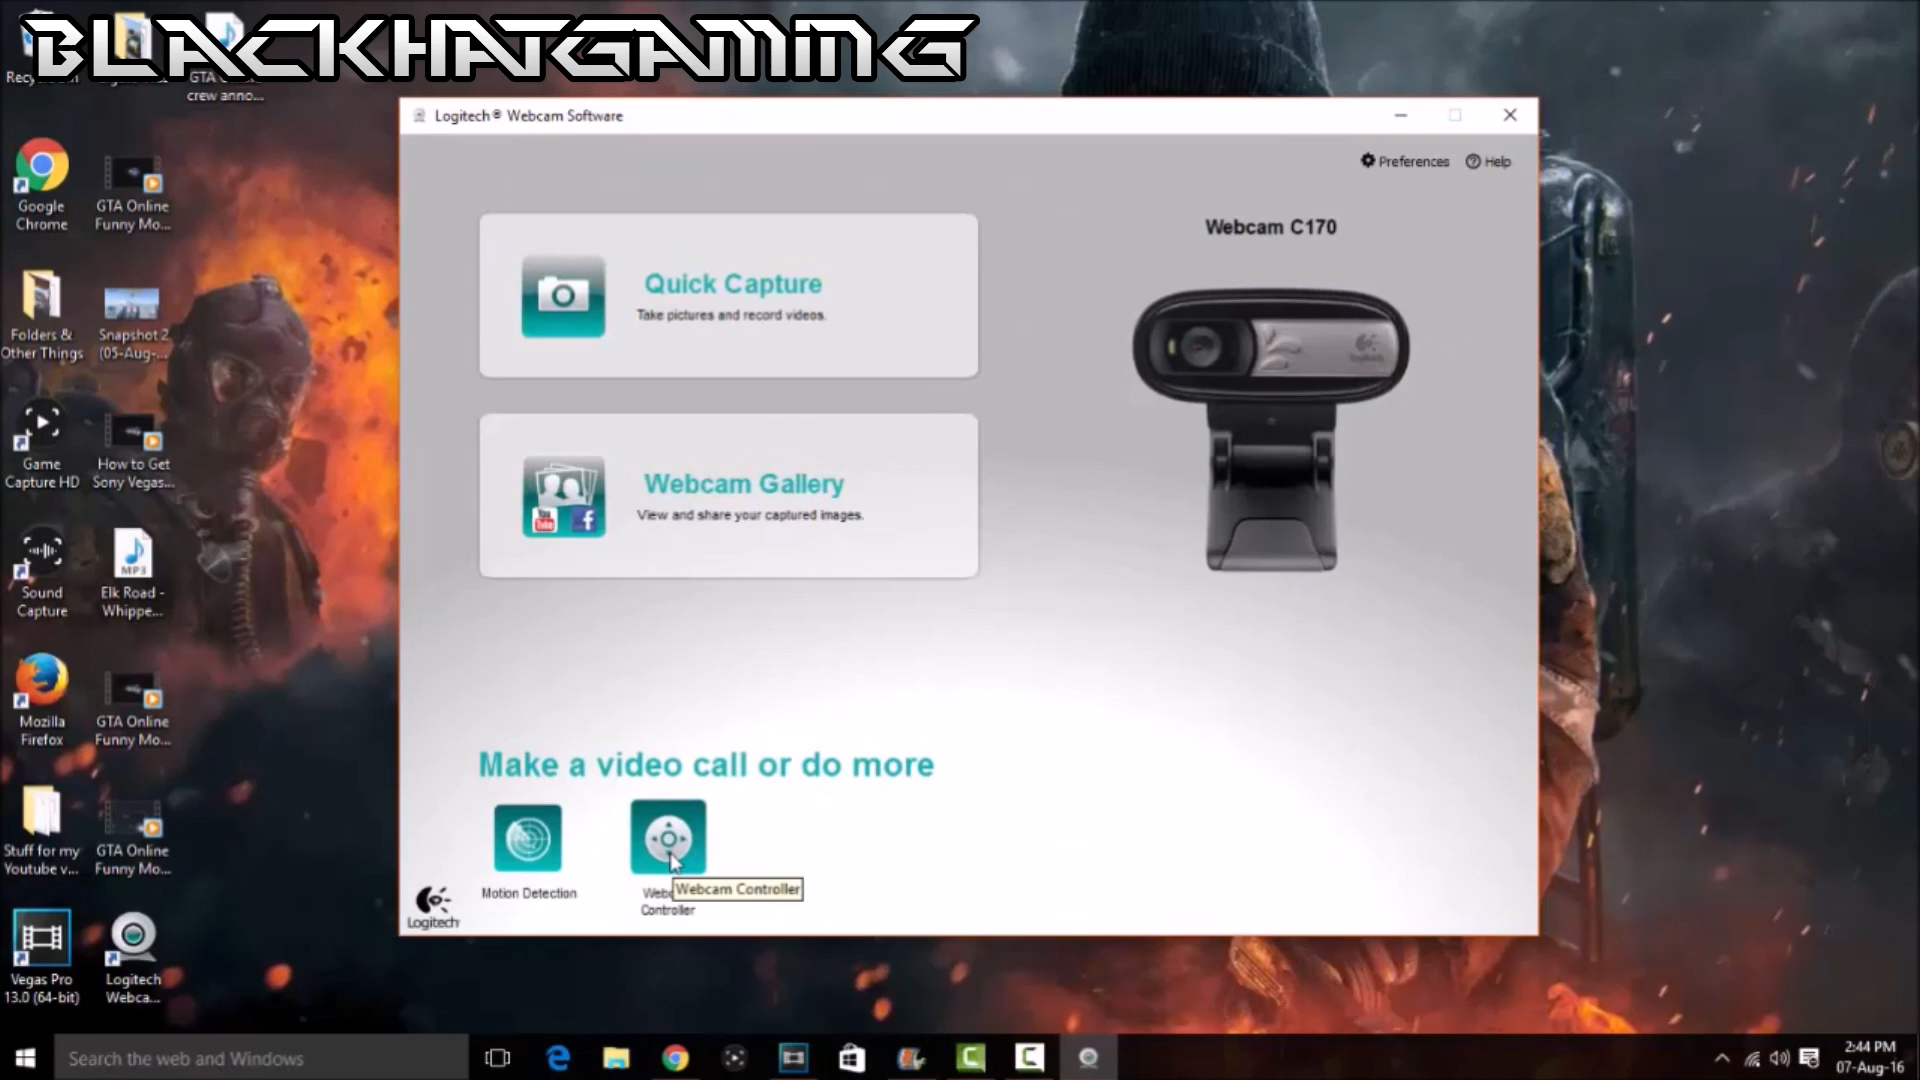 BLACKHATGAMING
GTA
crew anno...
Google
Chrome
GTA Online
Funny Mo...
Folders &
Other Things
Snapshot 2
(05-Aug-...
Game
Capture HD
How to Get
Sony Vegas...
Sound
Capture
MP3
Elk Road -
Whippe...
Mozilla
Firefox
GTA Online
Funny Mo...
Stuff for my
Youtube v...
GTA Online
Funny Mo...
Vegas Pro
13.0 (64-bit)
Logitech
Webca...
Logitech® Webcam Software
Preferences
Help
Quick Capture
Take pictures and record videos.
Webcam C170
Webcam Gallery
View and share your captured images.
You
Tube
f
Make a video call or do more
Motion Detection
Webcam Controller
Controller
Logitech
Search the web and Windows
2:44 PM
07-Aug-16